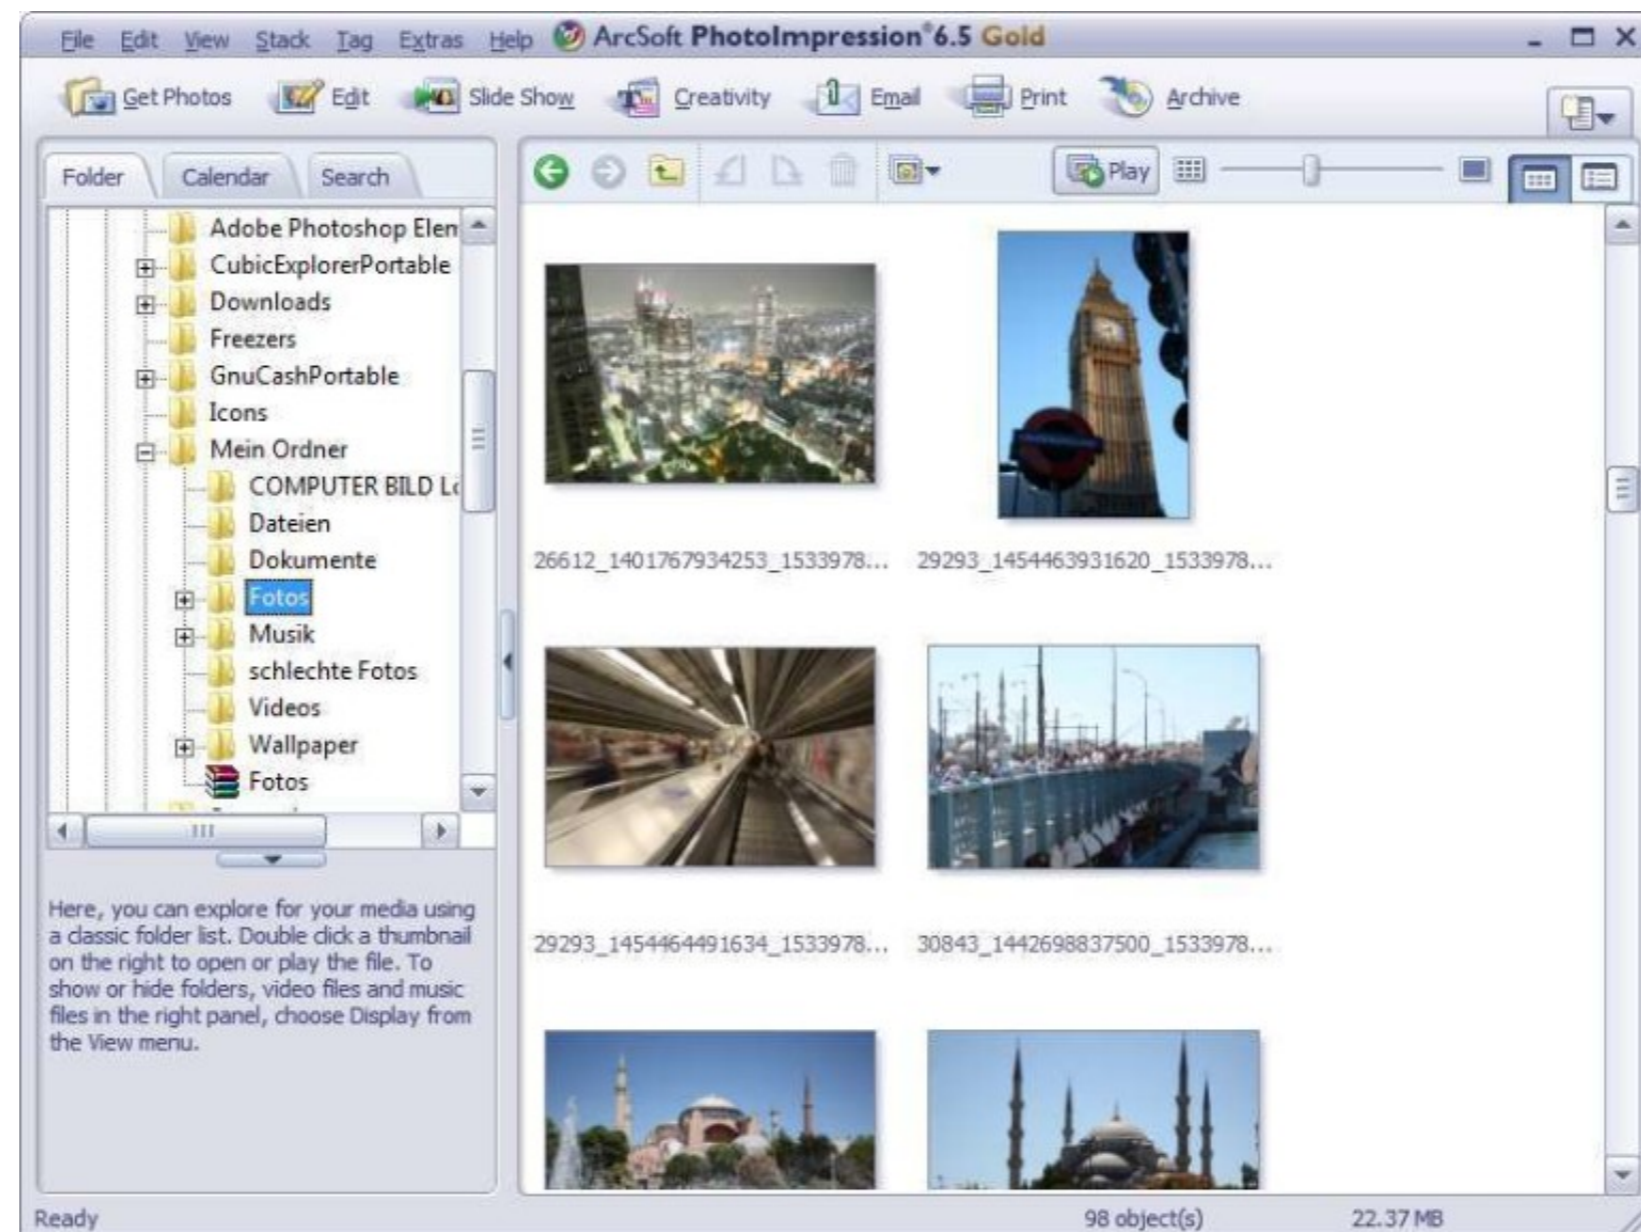 File Edit View Stack Tag Extras Help ArcSoft PhotoImpression®6.5 Gold
Get Photos Edit Slide Show Creativity Email Print Archive
Folder Calendar Search
Play
Adobe Photoshop Elem
CubicExplorerPortable
Downloads
Freezers
GnuCashPortable
Icons
Mein Ordner
COMPUTER BILD Lo
Dateien
Dokumente
Fotos
Musik
schlechte Fotos
Videos
Wallpaper
Fotos
Here, you can explore for your media using
a classic folder list. Double click a thumbnail
on the right to open or play the file. To
show or hide folders, video files and music
files in the right panel, choose Display from
the View menu.
26612_1401767934253_1533978... 29293_1454463931620_1533978...
29293_1454464491634_1533978... 30843_1442698837500_1533978...
Ready 98 object(s) 22.37 MB